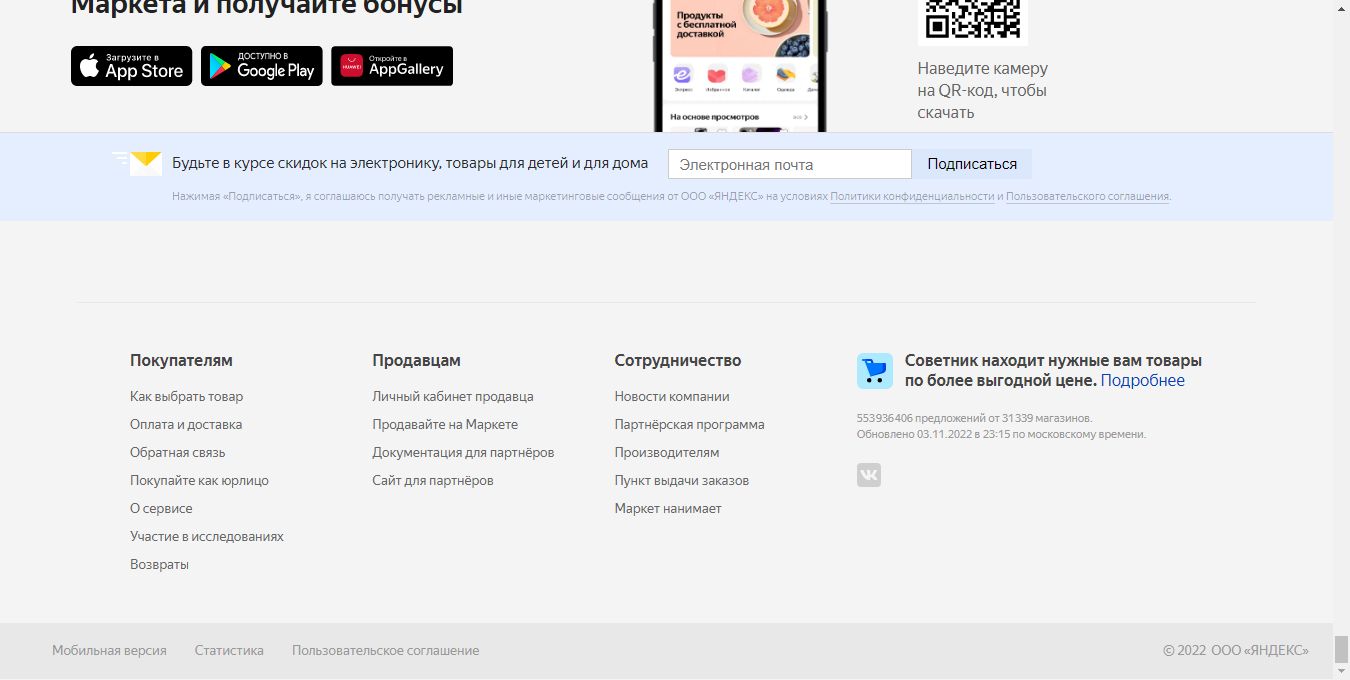 Маркета и получайте бонусы
Загрузите в
App Store
ДОСТУПНО В
Google Play
Откройте в
AppGallery
HUAWEI
Продукты
с бесплатной
доставкой
Экспресс
Избранное
Каталог
Одежда
На основе просмотров
Наведите камеру
на QR-код, чтобы
скачать
Будьте в курсе скидок на электронику, товары для детей и для дома
Электронная почта
Подписаться
Нажимая «Подписаться», я соглашаюсь получать рекламные и иные маркетинговые сообщения от ООО «ЯНДЕКС» на условиях Политики конфиденциальности и Пользовательского соглашения.
Покупателям
Как выбрать товар
Оплата и доставка
Обратная связь
Покупайте как юрлицо
О сервисе
Участие в исследованиях
Возвраты
Продавцам
Личный кабинет продавца
Продавайте на Маркете
Документация для партнёров
Сайт для партнёров
Сотрудничество
Новости компании
Партнёрская программа
Производителям
Пункт выдачи заказов
Маркет нанимает
Советник находит нужные вам товары
по более выгодной цене. Подробнее
553 936 406 предложений от 31 339 магазинов.
Обновлено 03.11.2022 в 23:15 по московскому времени.
Мобильная версия
Статистика
Пользовательское соглашение
© 2022 ООО «ЯНДЕКС»